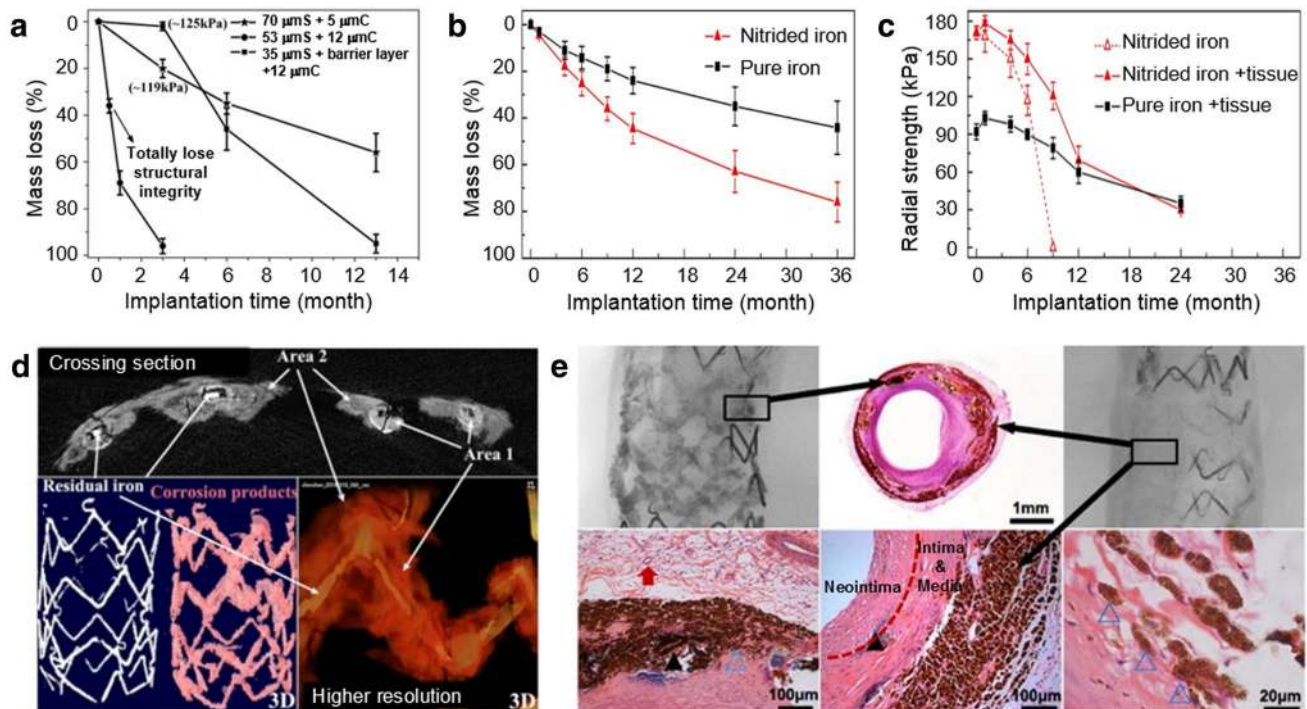 a
(~125kPa)
70 μmS + 5 μmC
53 μmS + 12 μmC
35 μmS + barrier layer
+12 μmC
(~119kPa)
Totally lose
structural
integrity
Mass loss (%)
0
20
40
60
80
100
0 2 4 6 8 10 12 14
Implantation time (month)
b
Nitrided iron
Pure iron
Mass loss (%)
0
20
40
60
80
100
0 6 12 18 24 30 36
Implantation time (month)
c
Nitrided iron
Nitrided iron +tissue
Pure iron +tissue
Radial strength (kPa)
180
150
120
90
60
30
0
0 6 12 18 24 30 36
Implantation time (month)
d
Crossing section
Area 2
Area 1
Residual iron
Corrosion products
3D
Higher resolution
3D
e
1mm
100μm
Neointima
Intima
&
Media
100μm
20μm